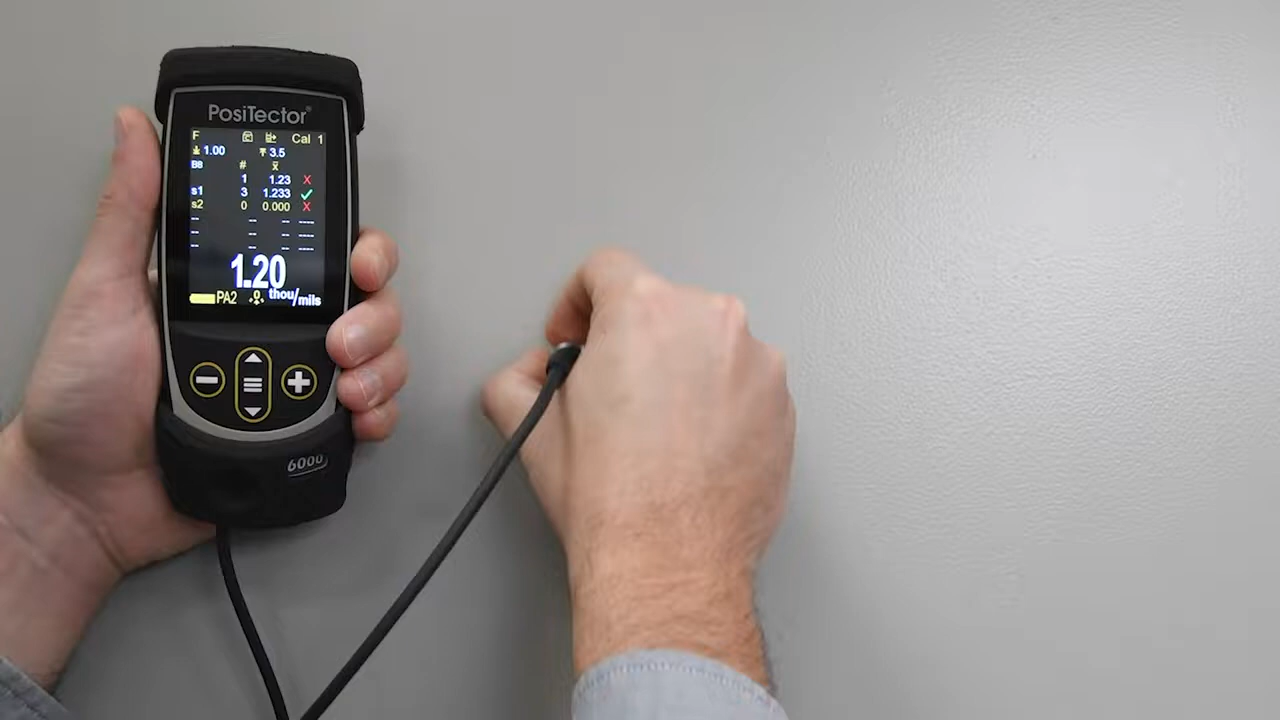 PosiTector®
F Cal 1
1.00 3.5
B8 # x̄
1 1.23 X
s1 3 1.233 ✓
s2 0 0.000 X
-- -- -- ----
-- -- -- ----
-- -- -- ----
1.20
PA2 thou/mils
6000